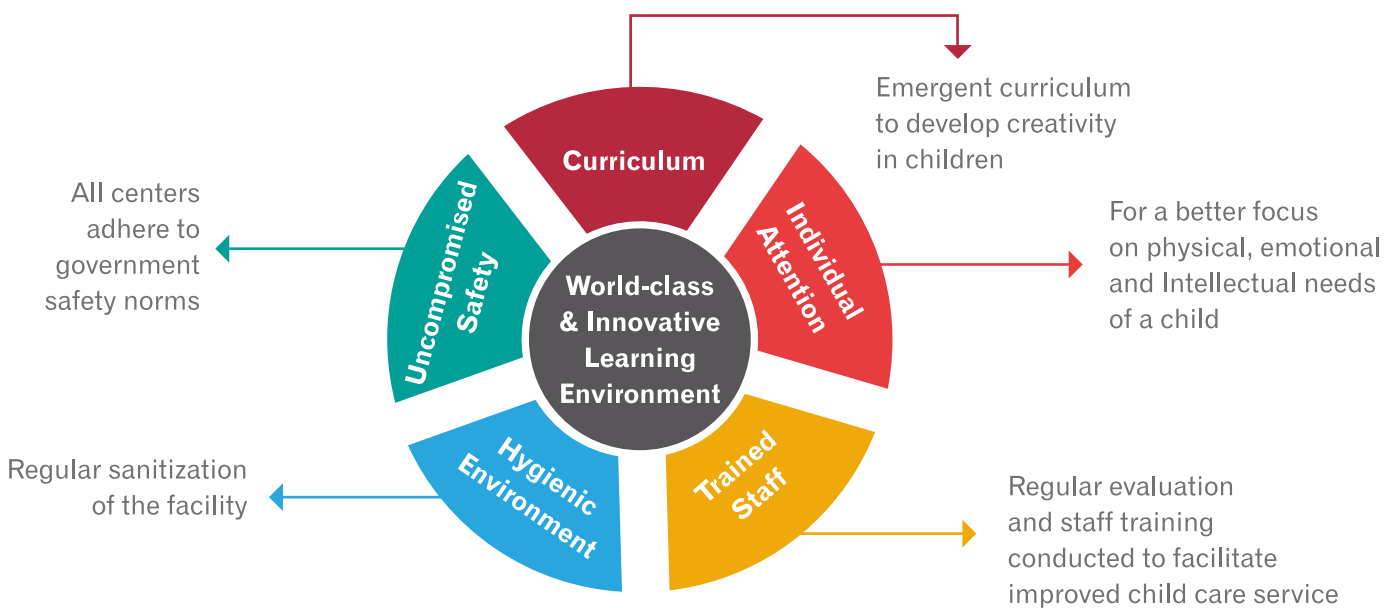 Curriculum
Emergent curriculum
to develop creativity
in children
Individual
Attention
For a better focus
on physical, emotional
and Intellectual needs
of a child
Trained
Staff
Regular evaluation
and staff training
conducted to facilitate
improved child care service
Hygienic
Environment
Regular sanitization
of the facility
Uncompromised
Safety
All centers
adhere to
government
safety norms
World-class
& Innovative
Learning
Environment